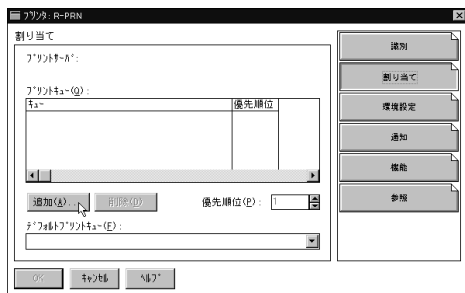 ﾌﾟﾘﾝﾀ: R-PRN
割り当て
ﾌﾟﾘﾝﾄｻｰﾊﾞ:
ﾌﾟﾘﾝﾄｷｭｰ(Q):
ｷｭｰ 優先順位
追加(A)... 削除(D) 優先順位(P): 1
ﾃﾞﾌｫﾙﾄﾌﾟﾘﾝﾄｷｭｰ(F):
OK ｷｬﾝｾﾙ ﾍﾙﾌﾟ
識別
割り当て
環境設定
通知
機能
参照